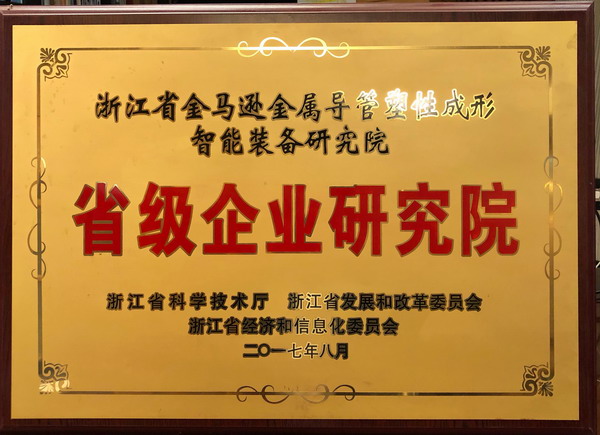 浙江省金马逊金属导管塑性成形
智能装备研究院
省级企业研究院
浙江省科学技术厅 浙江省发展和改革委员会
浙江省经济和信息化委员会
二〇一七年八月